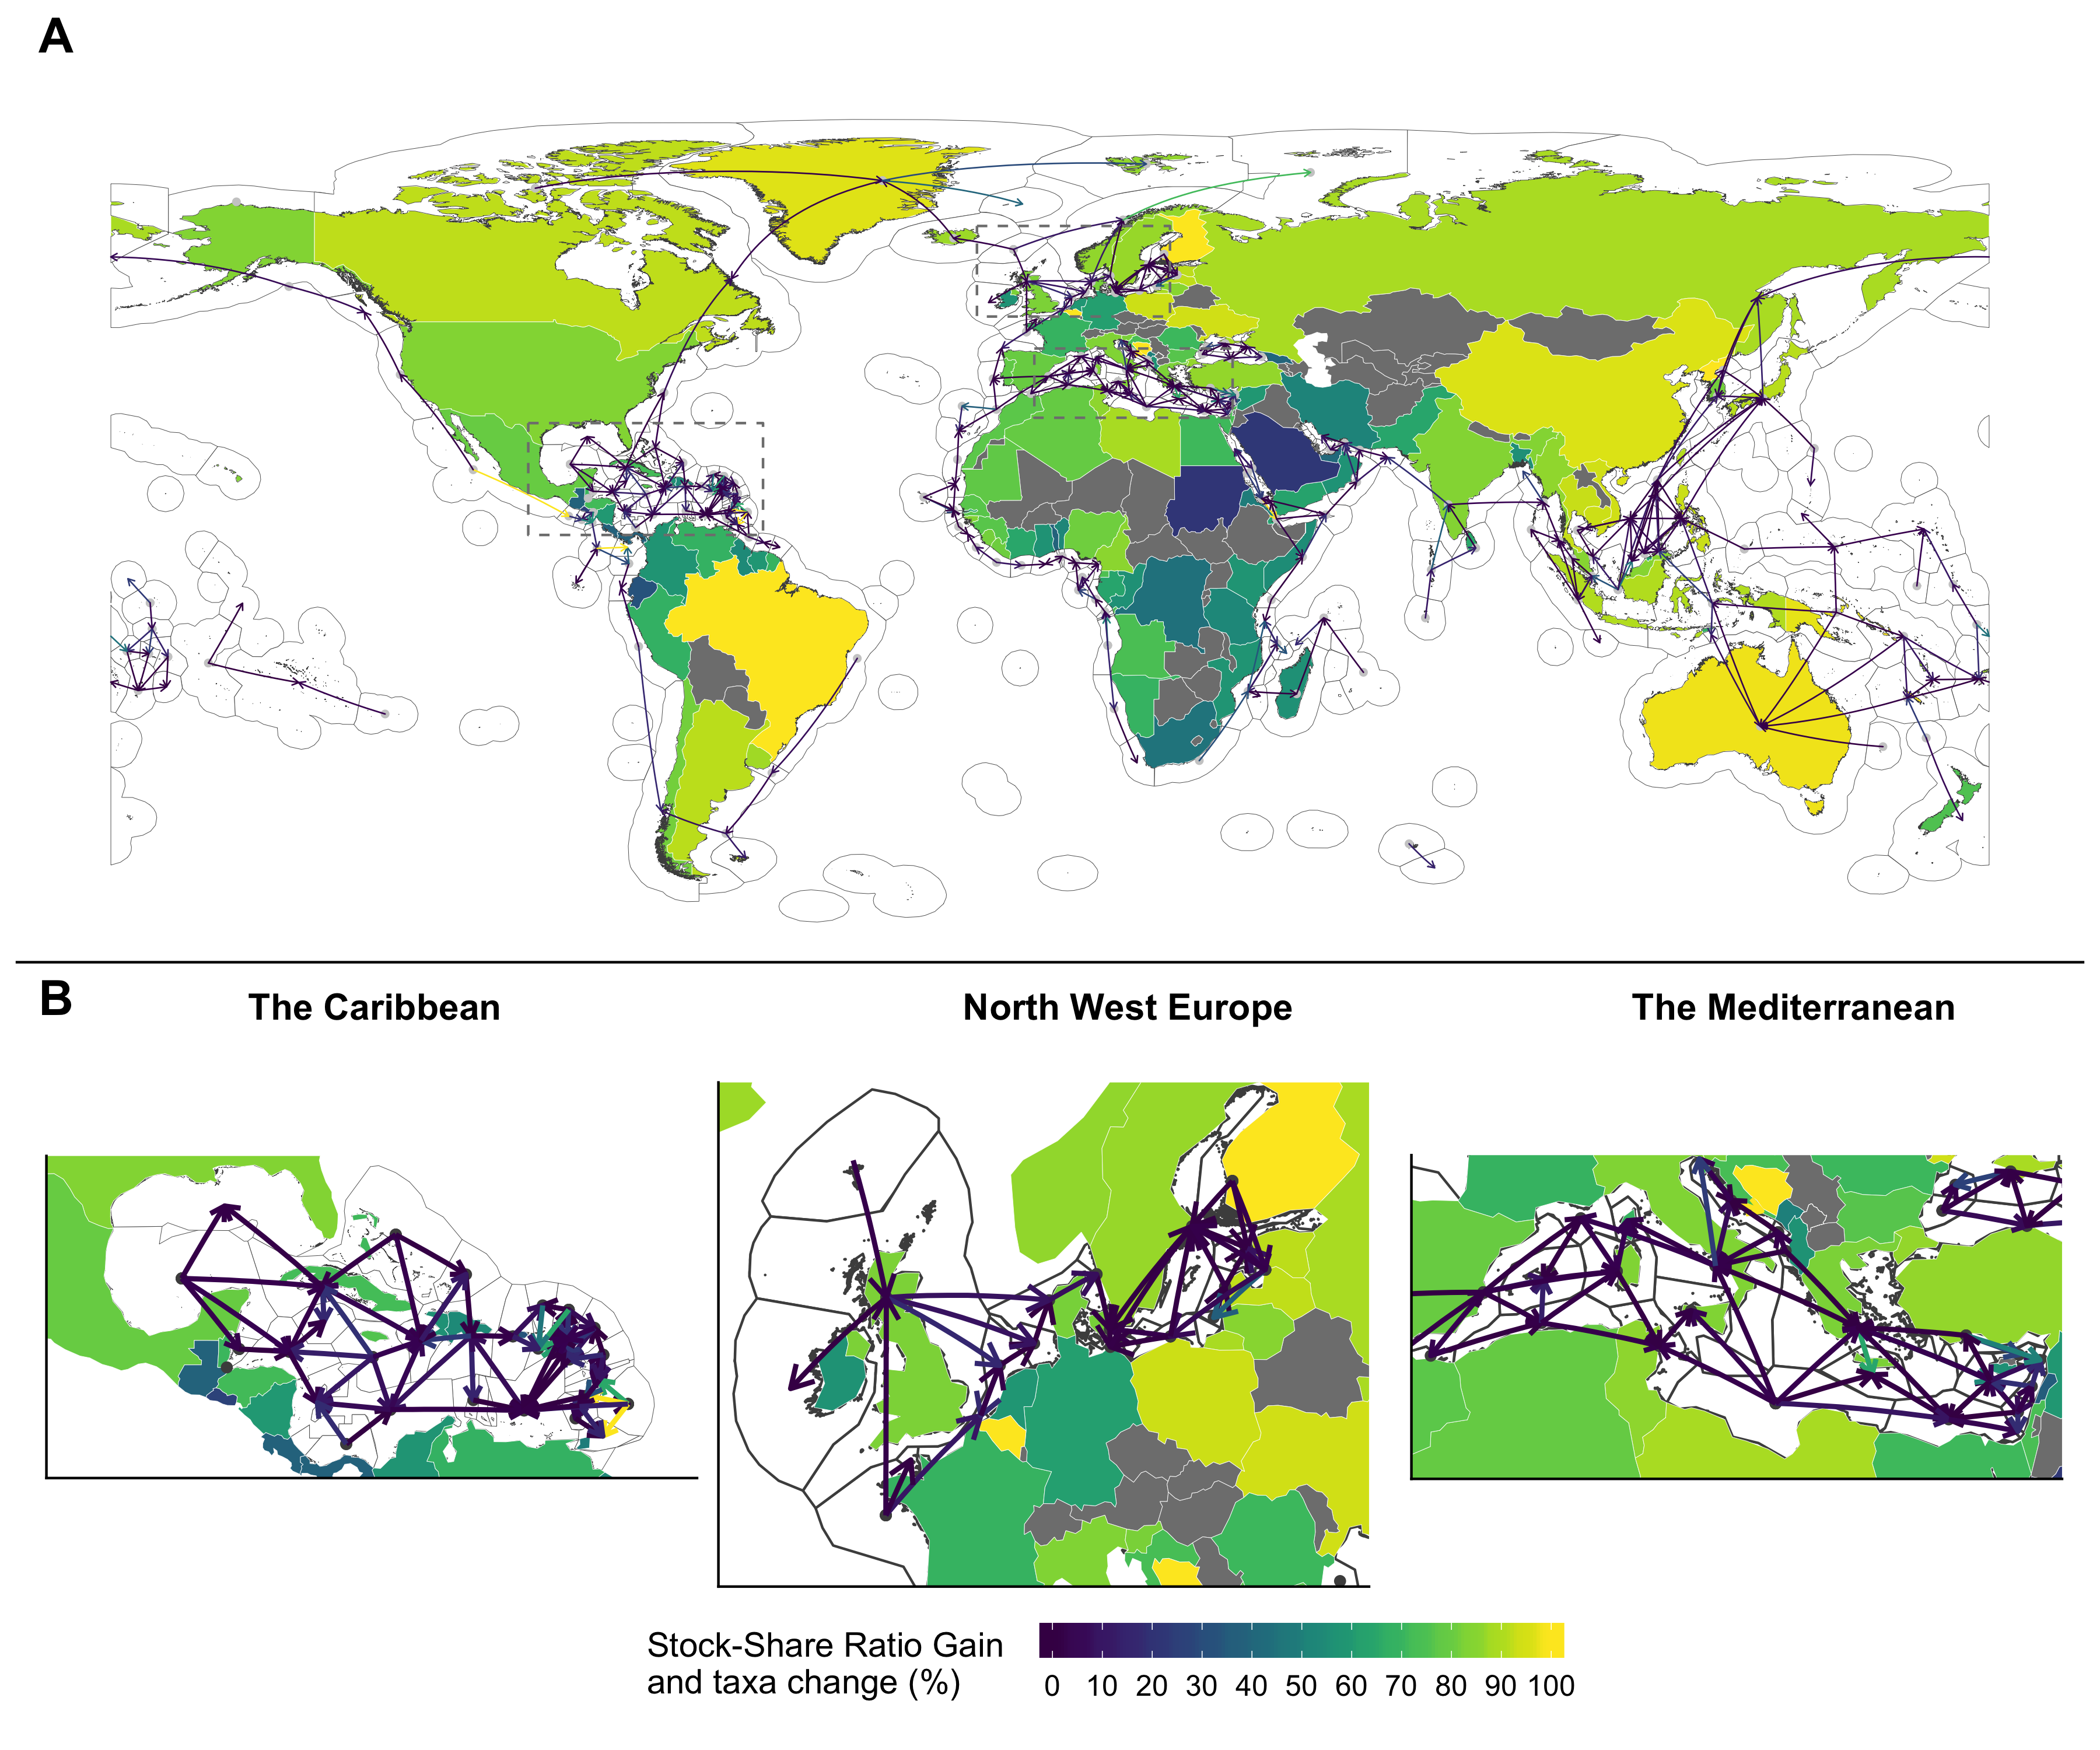 A
B
The Caribbean
North West Europe
The Mediterranean
Stock-Share Ratio Gain
and taxa change (%)
0 10 20 30 40 50 60 70 80 90 100